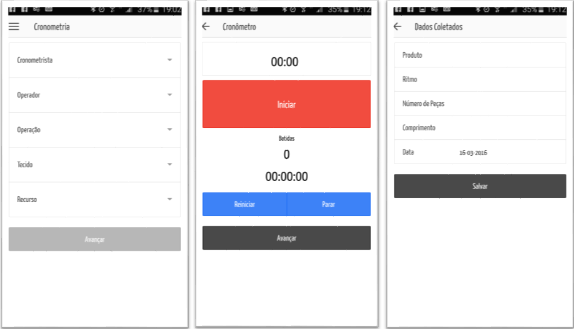 37% 19:02
Cronometria
Cronometrista
Operador
Operação
Tecido
Recurso
Avançar
35% 19:12
Cronômetro
00:00
Iniciar
Batidas
0
00:00:00
Reiniciar Parar
Avançar
35% 19:12
Dados Coletados
Produto
Ritmo
Número de Peças
Comprimento
Data 16-03-2016
Salvar